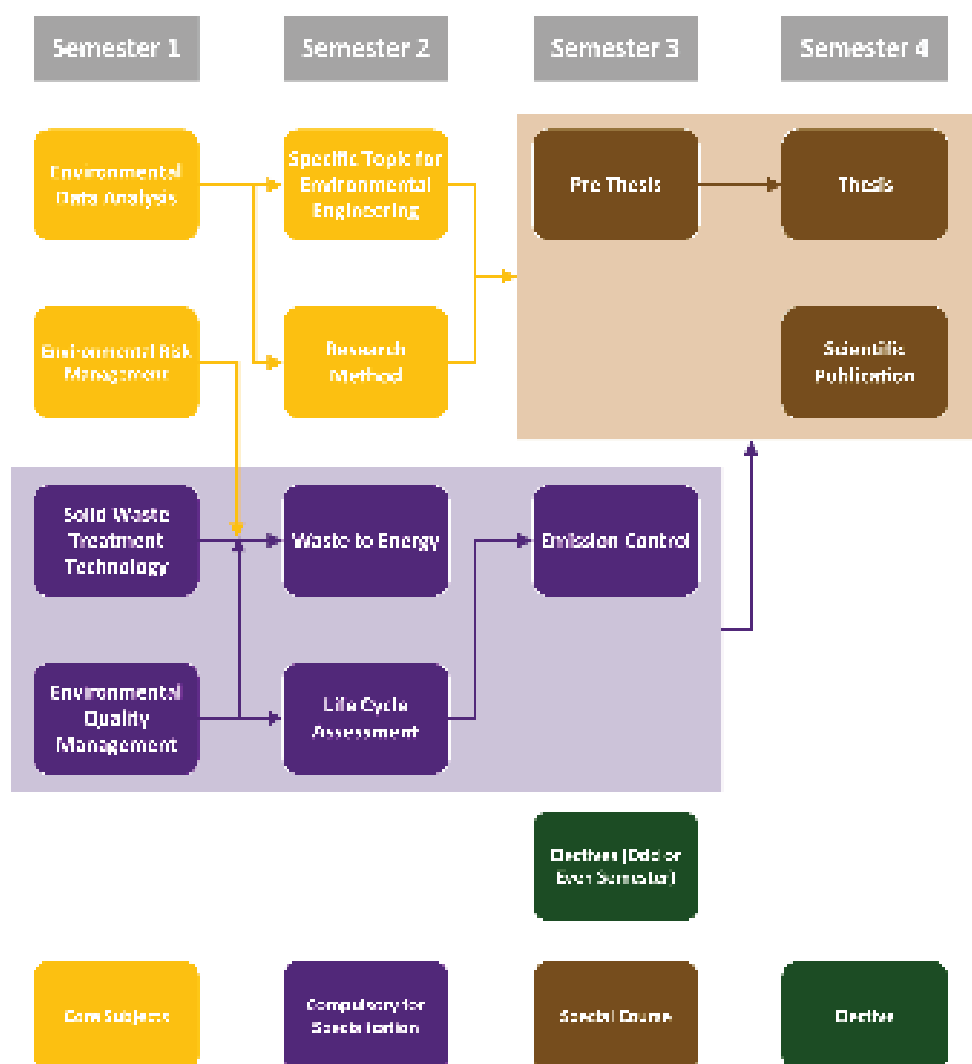 Semester 1
Semester 2
Semester 3
Semester 4
Environmental
Data Analysis
Specific Topic for
Environmental
Engineering
Pre Thesis
Thesis
Environmental Risk
Management
Research
Method
Scientific
Publication
Solid Waste
Treatment
Technology
Waste to Energy
Emission Control
Environmental
Quality
Management
Life Cycle
Assessment
Electives (Odd or
Even Semester)
Core Subjects
Compulsory for
Specialization
Special Course
Elective